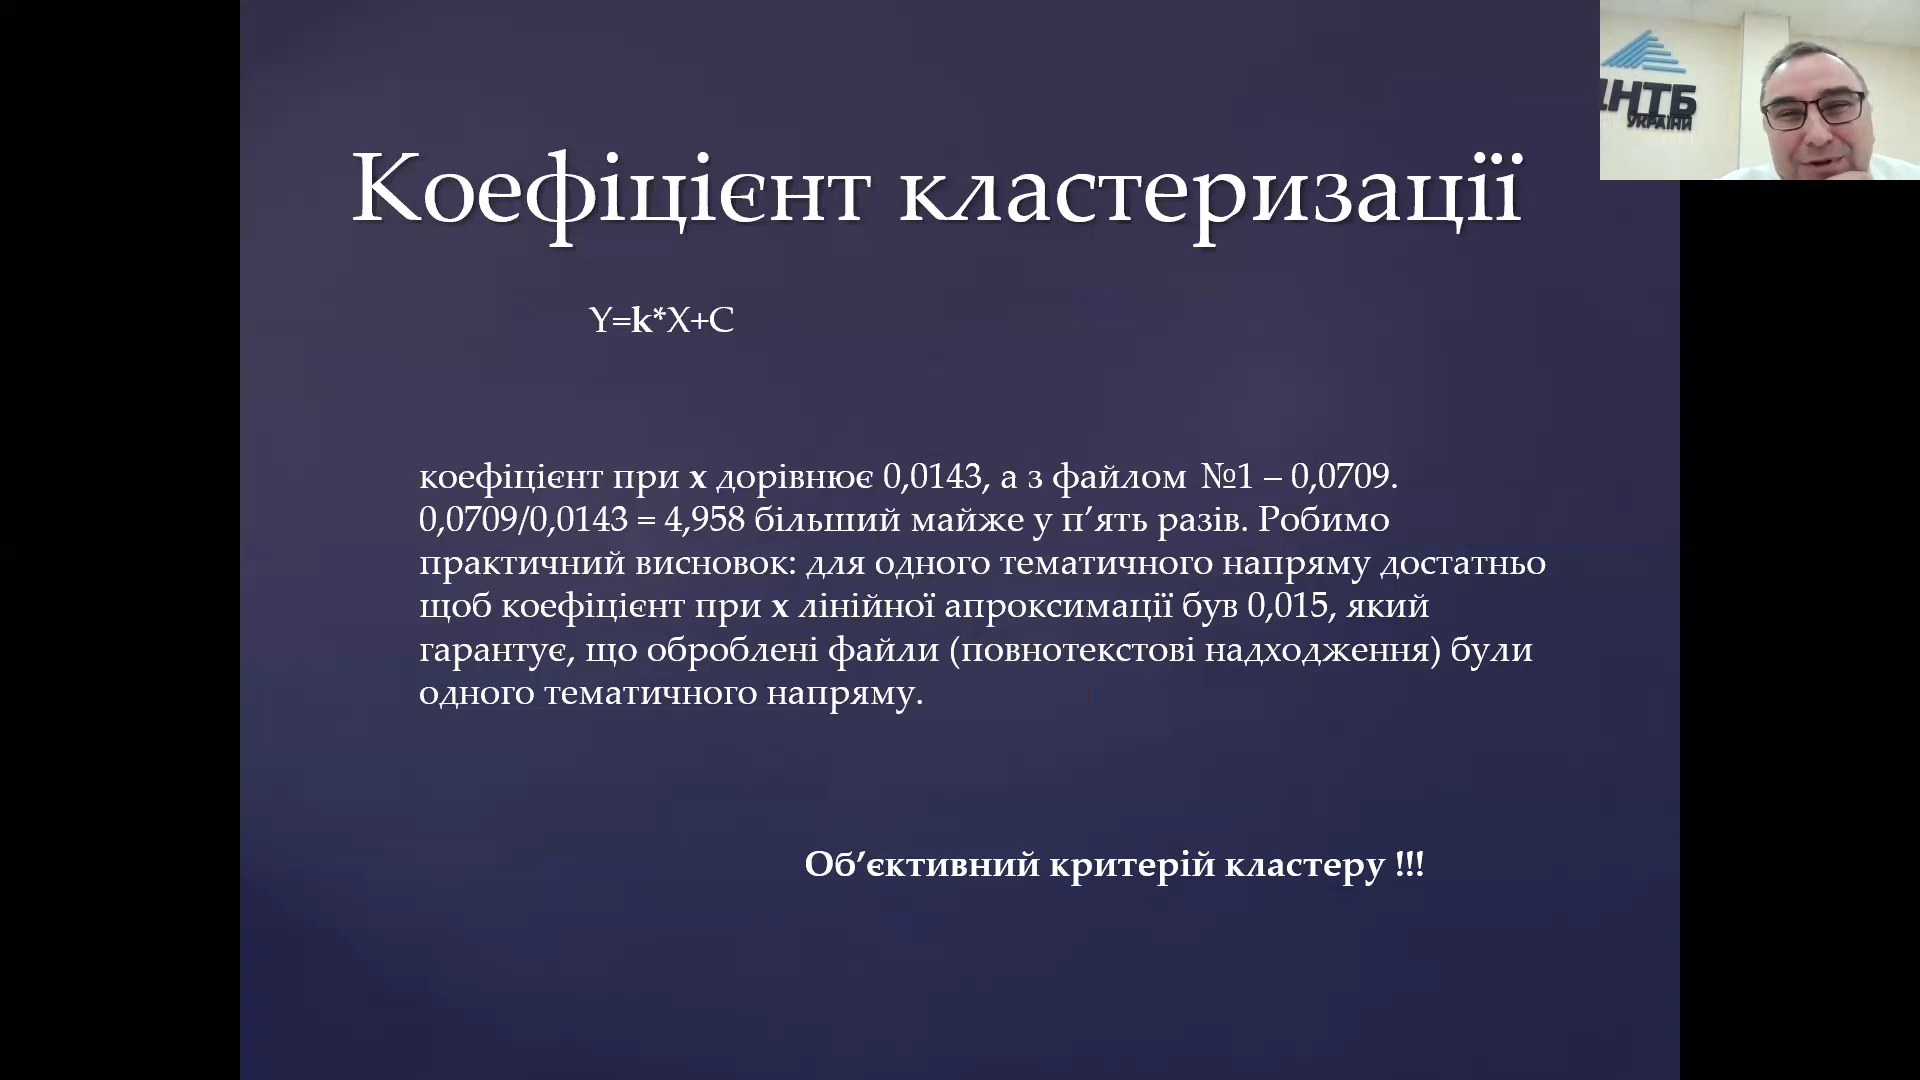 Коефіцієнт кластеризації
Y=k*X+C
коефіцієнт при x дорівнює 0,0143, а з файлом №1 – 0,0709.
0,0709/0,0143 = 4,958 більший майже у п’ять разів. Робимо
практичний висновок: для одного тематичного напряму достатньо
щоб коефіцієнт при x лінійної апроксимації був 0,015, який
гарантує, що оброблені файли (повнотекстові надходження) були
одного тематичного напряму.
Об’єктивний критерій кластеру !!!
НТБ
УКРАЇНИ